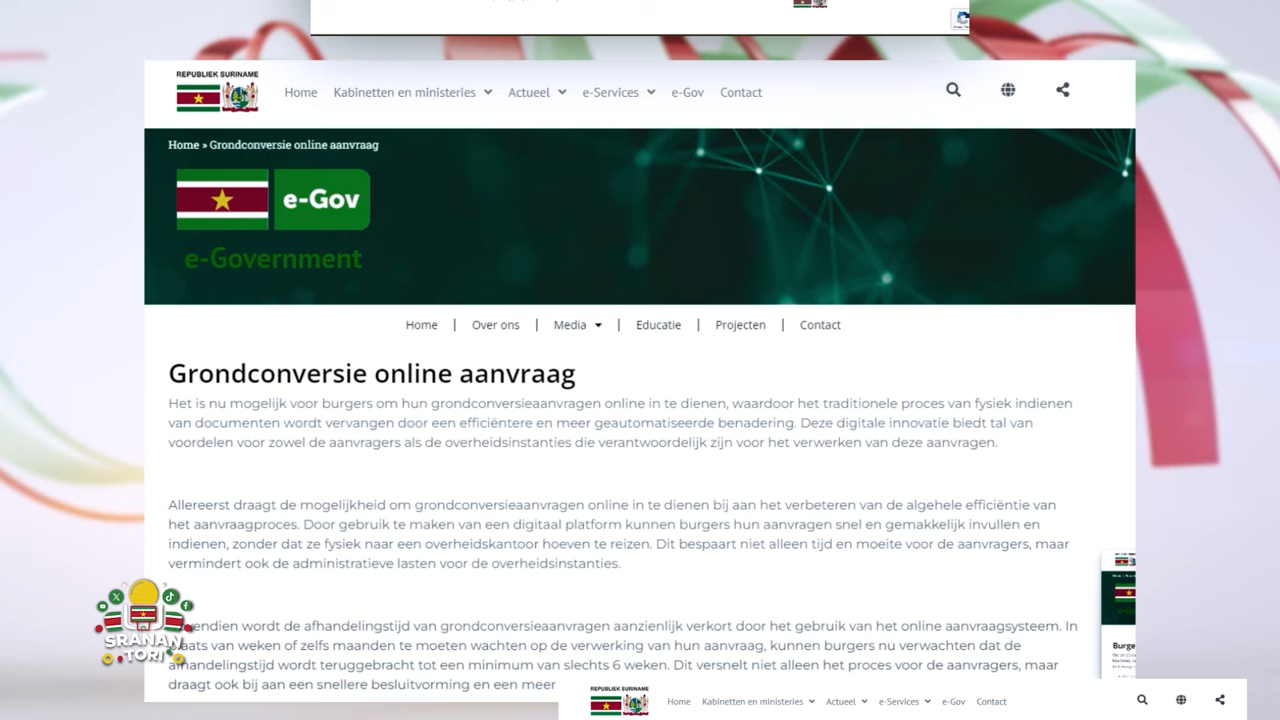 REPUBLIEK SURINAME
Home Kabinetten en ministeries Actueel e-Services e-Gov Contact
Home » Grondconversie online aanvraag
e-Gov
e-Government
Home | Over ons | Media | Educatie | Projecten | Contact
Grondconversie online aanvraag
Het is nu mogelijk voor burgers om hun grondconversieaanvragen online in te dienen, waardoor het traditionele proces van fysiek indienen
van documenten wordt vervangen door een efficiëntere en meer geautomatiseerde benadering. Deze digitale innovatie biedt tal van
voordelen voor zowel de aanvragers als de overheidsinstanties die verantwoordelijk zijn voor het verwerken van deze aanvragen.
Allereerst draagt de mogelijkheid om grondconversieaanvragen online in te dienen bij aan het verbeteren van de algehele efficiëntie van
het aanvraagproces. Door gebruik te maken van een digitaal platform kunnen burgers hun aanvragen snel en gemakkelijk invullen en
indienen, zonder dat ze fysiek naar een overheidskantoor hoeven te reizen. Dit bespaart niet alleen tijd en moeite voor de aanvragers, maar
vermindert ook de administratieve lasten voor de overheidsinstanties.
wordt de afhandelingstijd van grondconversieaanvragen aanzienlijk verkort door het gebruik van het online aanvraagsysteem. In
van weken of zelfs maanden te moeten wachten op de verwerking van hun aanvraag, kunnen burgers nu verwachten dat de
afhandelingstijd wordt teruggebracht tot een minimum van slechts 6 weken. Dit versnelt niet alleen het proces voor de aanvragers, maar
draagt ook bij aan een snellere besluitvorming en een meer
SRANAN
TORI
Burge
REPUBLIEK SURINAME
Home Kabinetten en ministeries Actueel e-Services e-Gov Contact